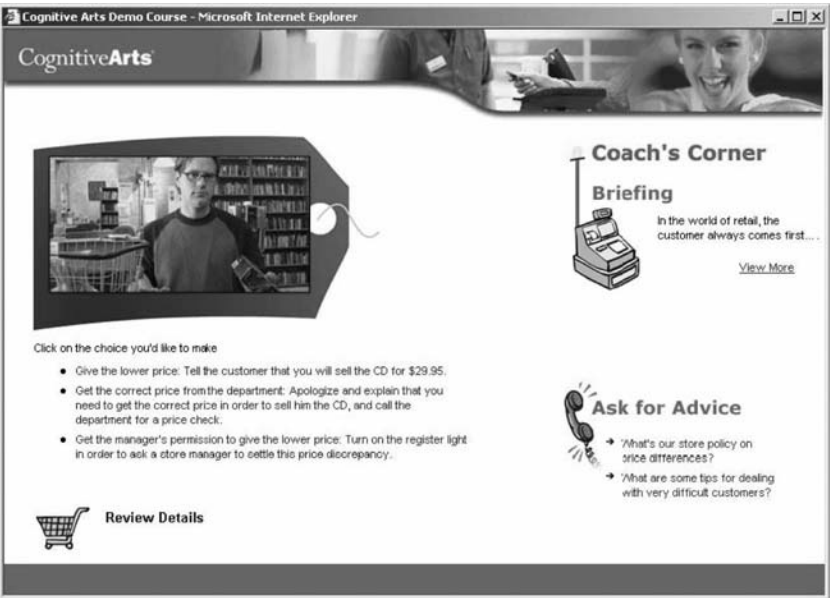 Cognitive Arts Demo Course - Microsoft Internet Explorer
CognitiveArts
Coach's Corner
Briefing
In the world of retail, the
customer always comes first....
View More
Click on the choice you'd like to make
• Give the lower price: Tell the customer that you will sell the CD for $29.95.
• Get the correct price from the department: Apologize and explain that you
need to get the correct price in order to sell him the CD, and call the
department for a price check.
• Get the manager's permission to give the lower price: Turn on the register light
in order to ask a store manager to settle this price discrepancy.
Ask for Advice
➔ What's our store policy on
price differences?
➔ What are some tips for dealing
with very difficult customers?
Review Details